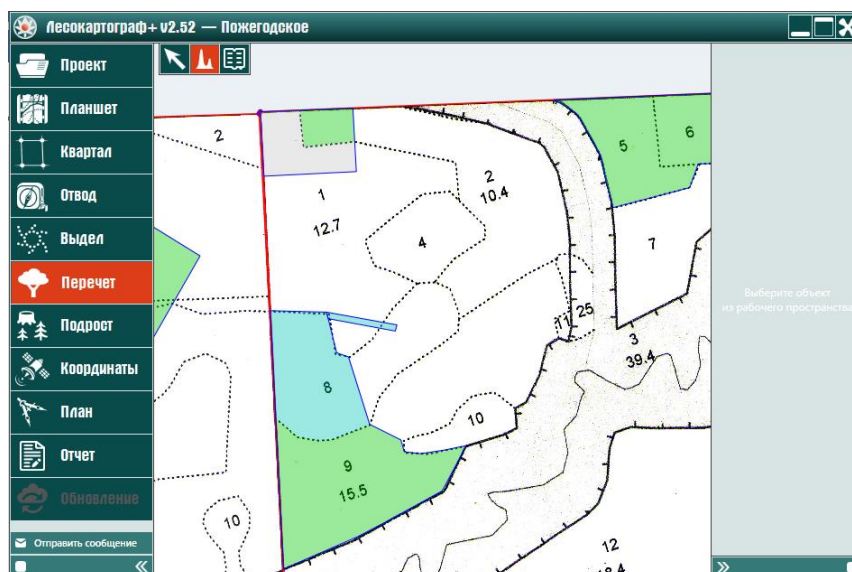 Лесокартограф+ v2.52 — Пожегодское
Проект
Планшет
Квартал
Отвод
Выдел
Перечет
Подрост
Координаты
План
Отчет
Обновление
Отправить сообщение
2
1
12.7
2
10.4
4
5
6
7
11
25
3
39.4
8
10
9
15.5
10
12
18.4
Выберите объект
из рабочего пространства